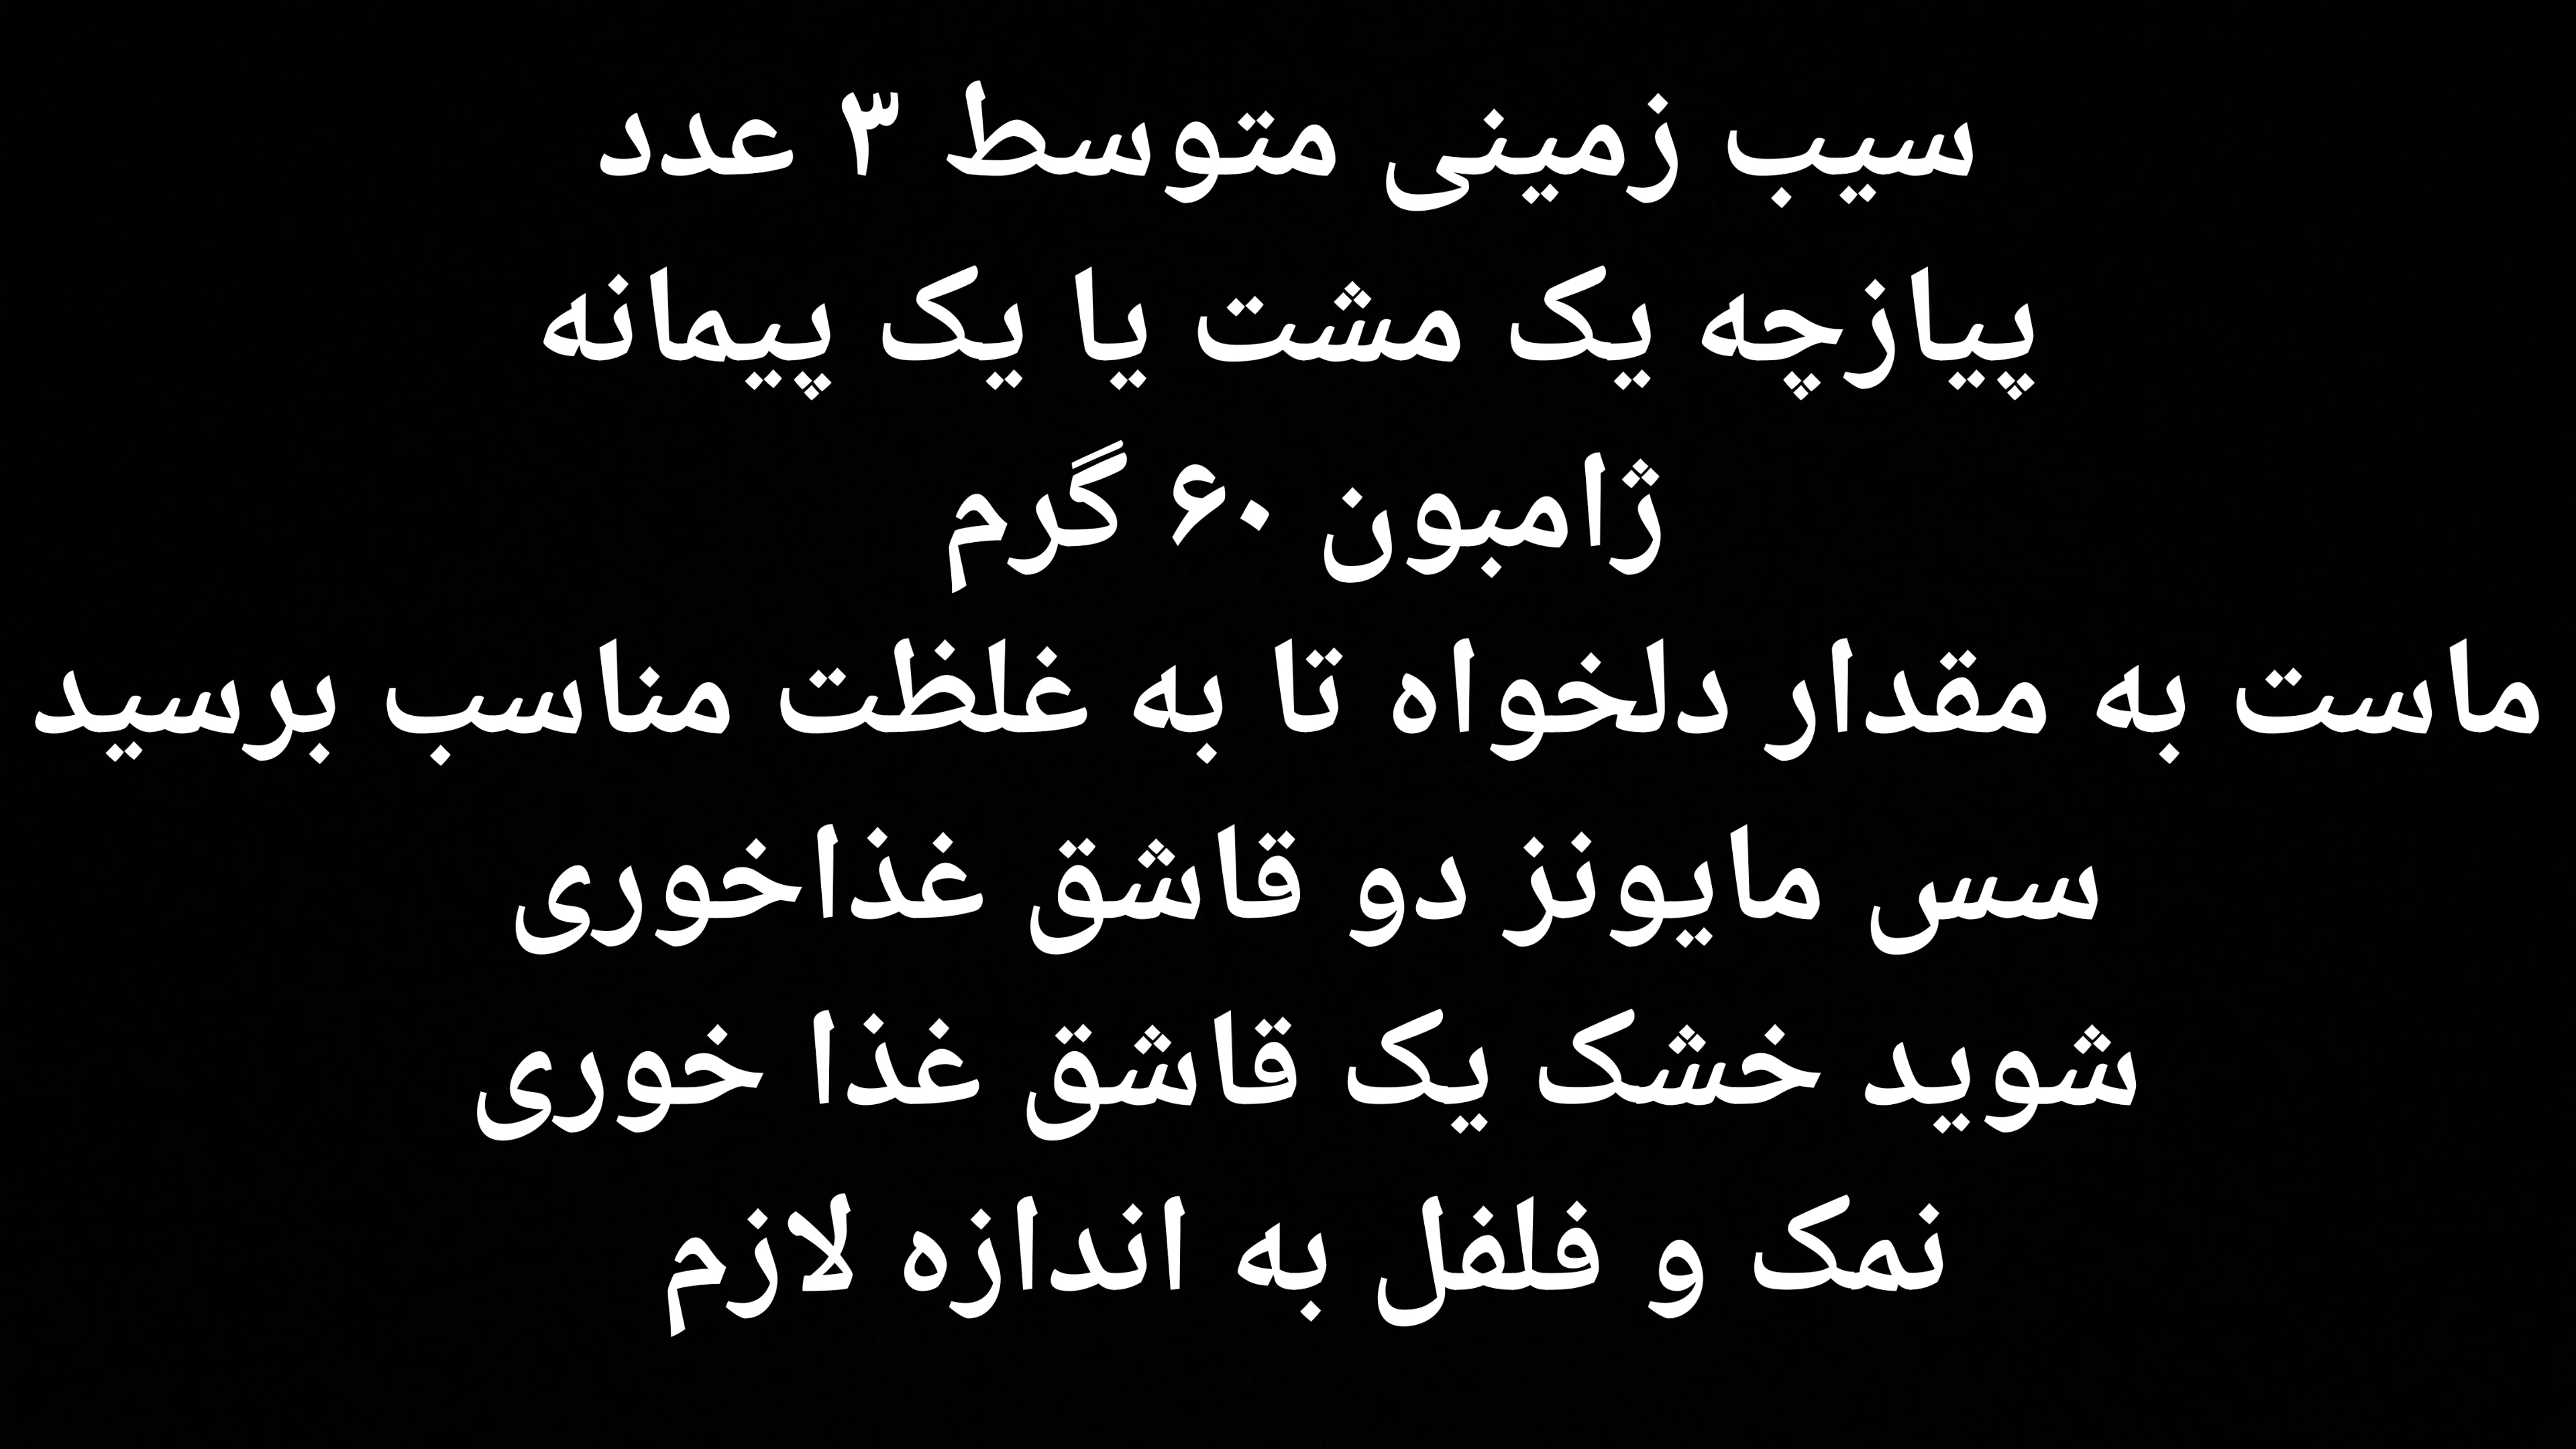 سیب زمینی متوسط ۳ عدد
پیازچه یک مشت یا یک پیمانه
ژامبون ۶۰ گرم
ماست به مقدار دلخواه تا به غلظت مناسب برسید
سس مایونز دو قاشق غذاخوری
شوید خشک یک قاشق غذا خوری
نمک و فلفل به اندازه لازم